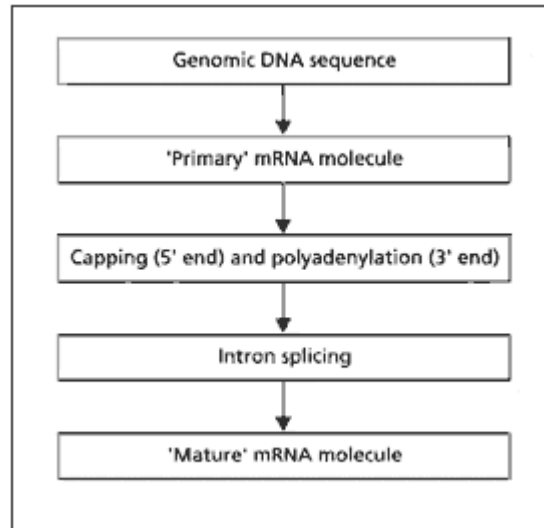 Genomic DNA sequence
'Primary' mRNA molecule
Capping (5' end) and polyadenylation (3' end)
Intron splicing
'Mature' mRNA molecule